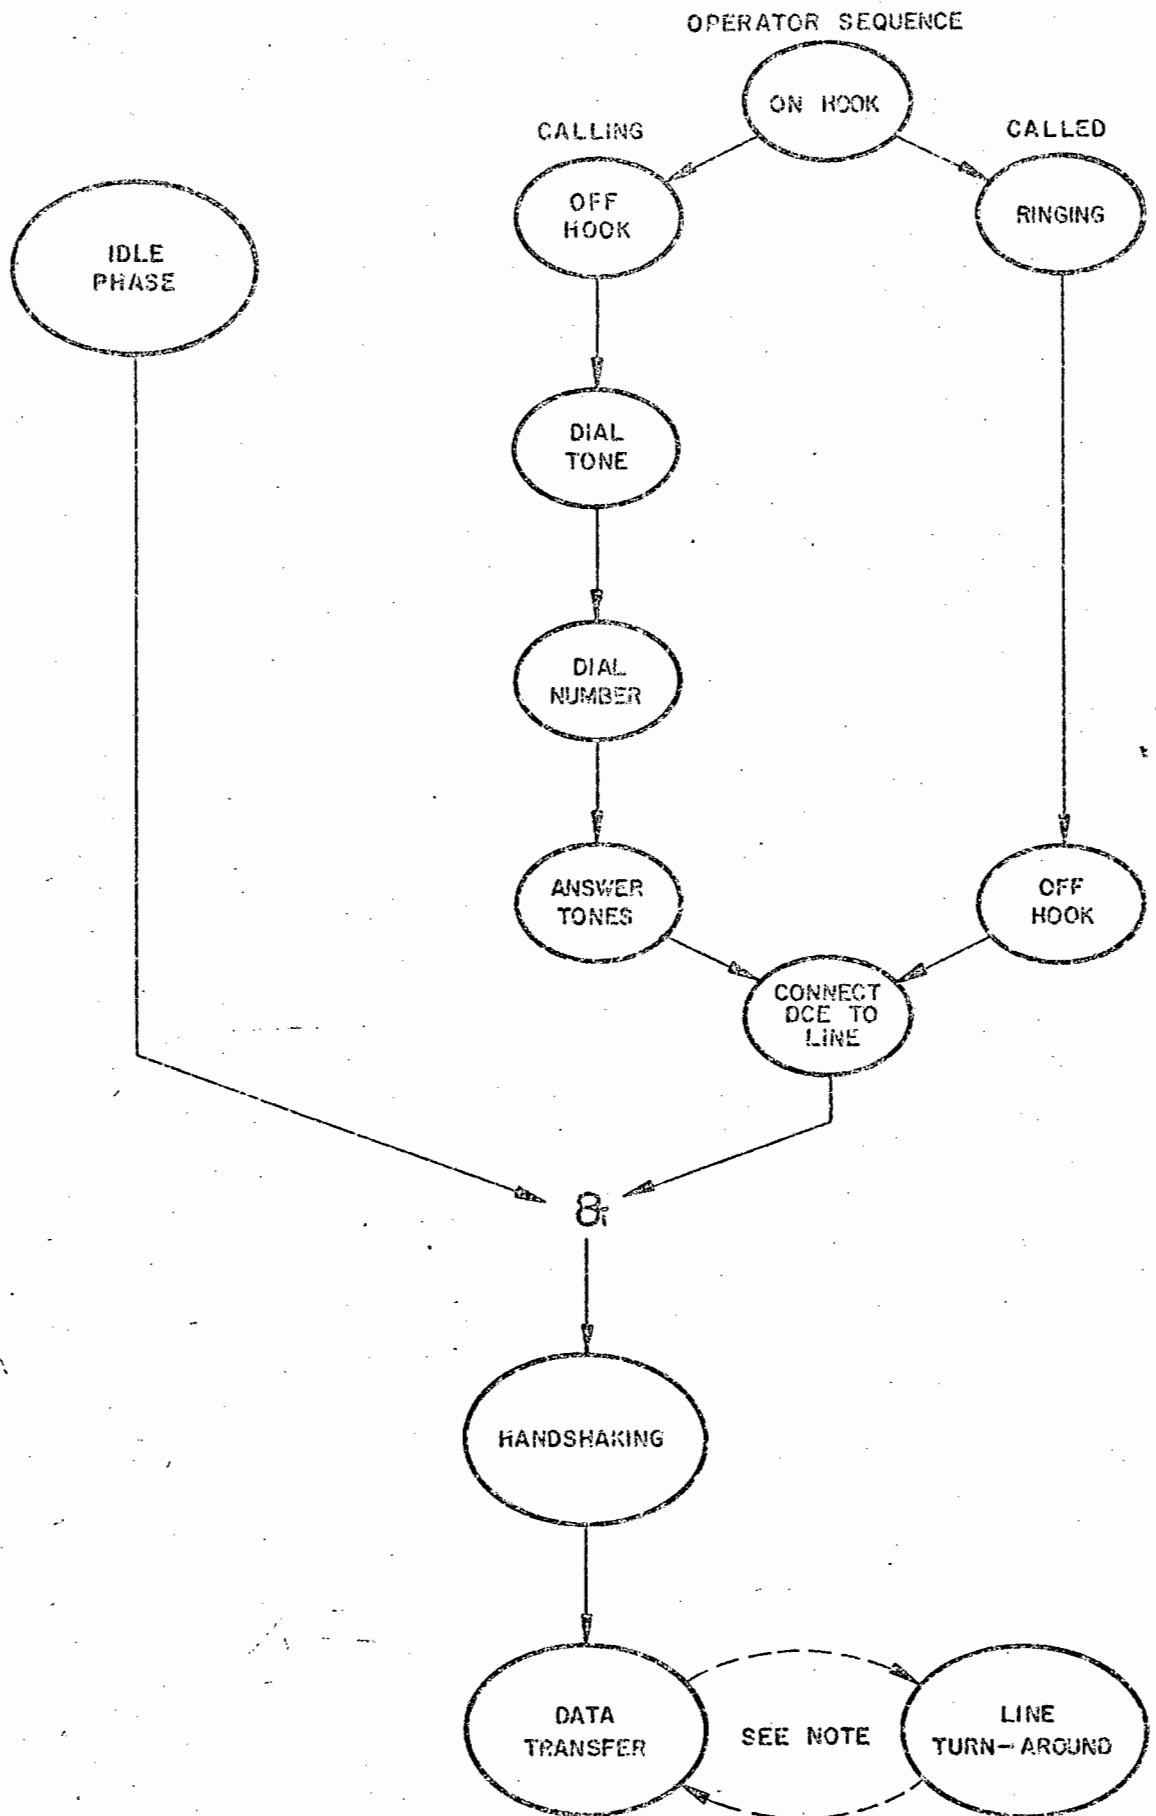 OPERATOR SEQUENCE
ON HOOK
CALLING
CALLED
OFF
HOOK
RINGING
IDLE
PHASE
DIAL
TONE
DIAL
NUMBER
ANSWER
TONES
OFF
HOOK
CONNECT
DCE TO
LINE
&
HANDSHAKING
DATA
TRANSFER
SEE NOTE
LINE
TURN-AROUND